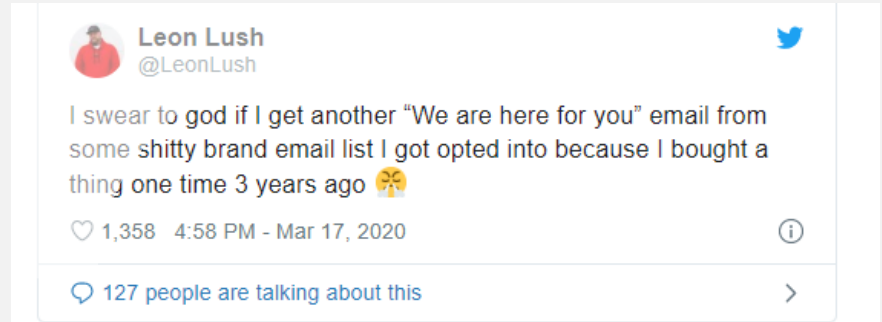 Leon Lush
@LeonLush
I swear to god if I get another “We are here for you” email from
some shitty brand email list I got opted into because I bought a
thing one time 3 years ago 😤
1,358 4:58 PM - Mar 17, 2020
127 people are talking about this